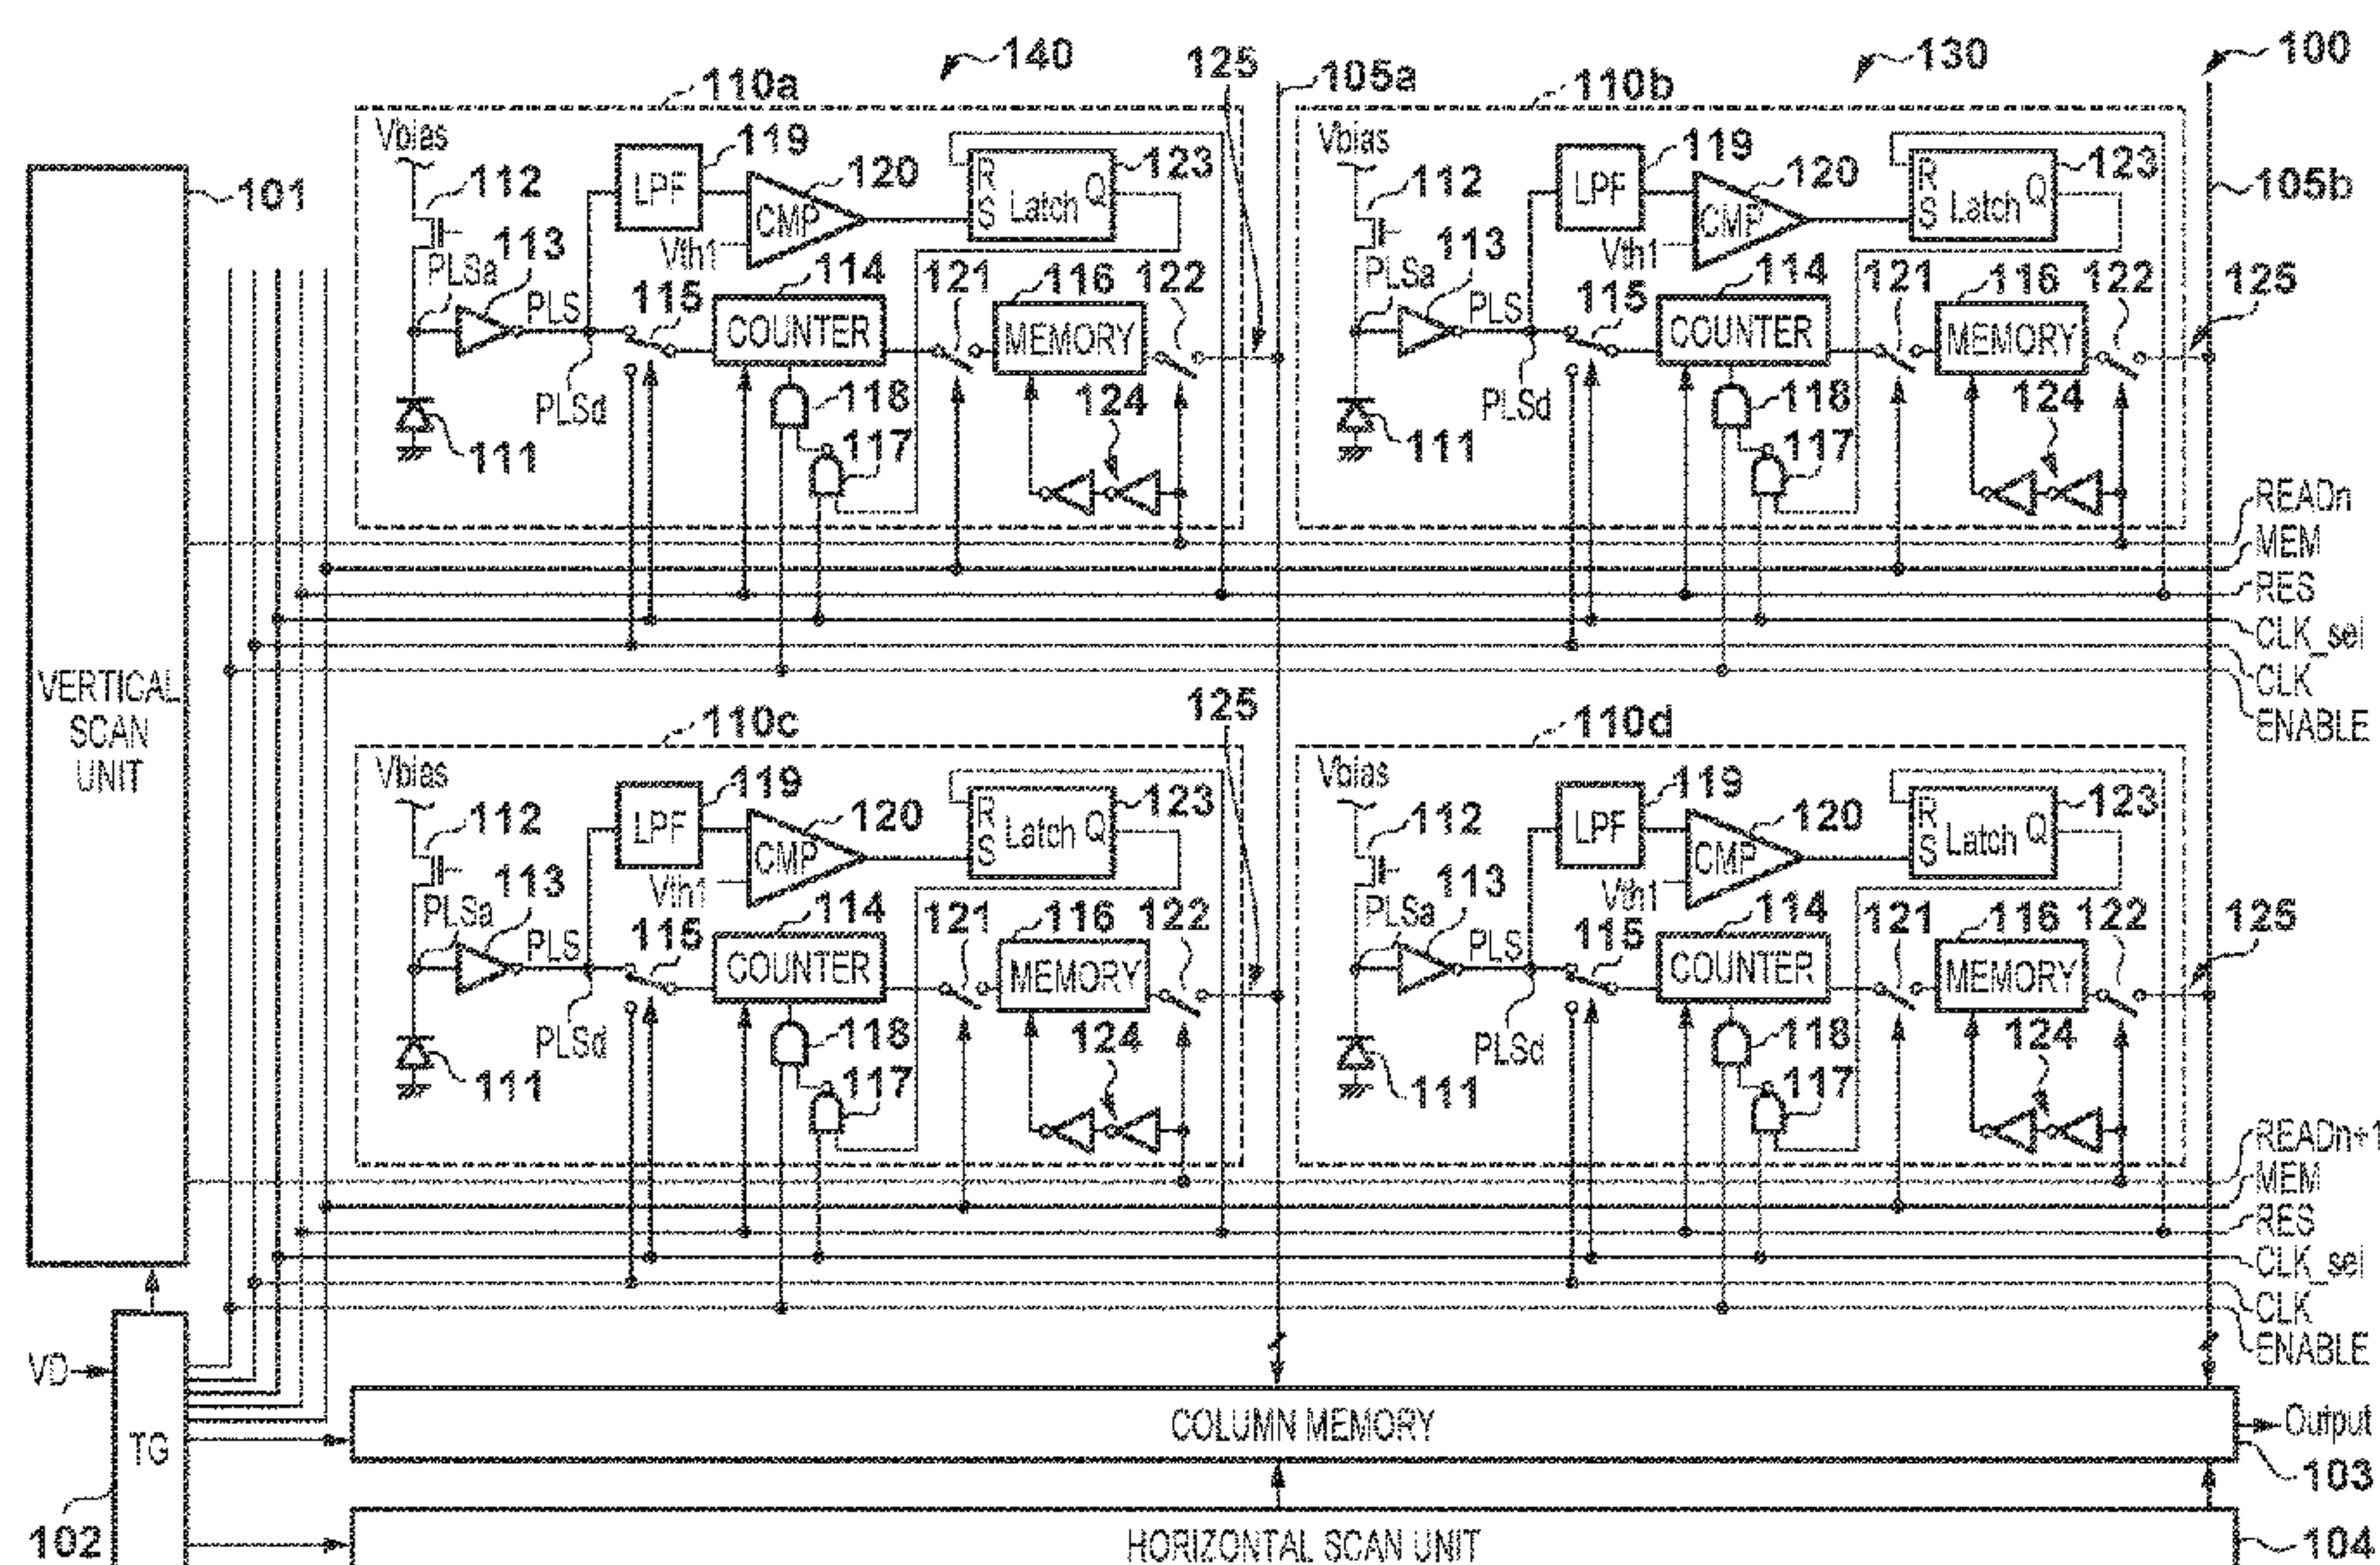 140
125
105a
130
100
110a
110b
Vbias
119
LPF
120
CMP
Vth1
R
S
Latch
Q
123
112
113
PLSa
PLS
PLSd
115
114
COUNTER
121
116
MEMORY
122
118
117
124
111
Vbias
119
LPF
120
CMP
Vth1
R
S
Latch
Q
123
105b
112
113
PLSa
PLS
PLSd
115
114
COUNTER
121
116
MEMORY
122
125
118
117
124
111
101
VERTICAL
SCAN
UNIT
READn
MEM
RES
CLK_sel
CLK
ENABLE
125
110c
110d
Vbias
119
LPF
120
CMP
Vth1
R
S
Latch
Q
123
112
113
PLSa
PLS
PLSd
115
114
COUNTER
121
116
MEMORY
122
118
117
124
111
Vbias
119
LPF
120
CMP
Vth1
R
S
Latch
Q
123
112
113
PLSa
PLS
PLSd
115
114
COUNTER
121
116
MEMORY
122
125
118
117
124
111
READn+1
MEM
RES
CLK_sel
CLK
ENABLE
VD
TG
102
COLUMN MEMORY
Output
103
HORIZONTAL SCAN UNIT
104